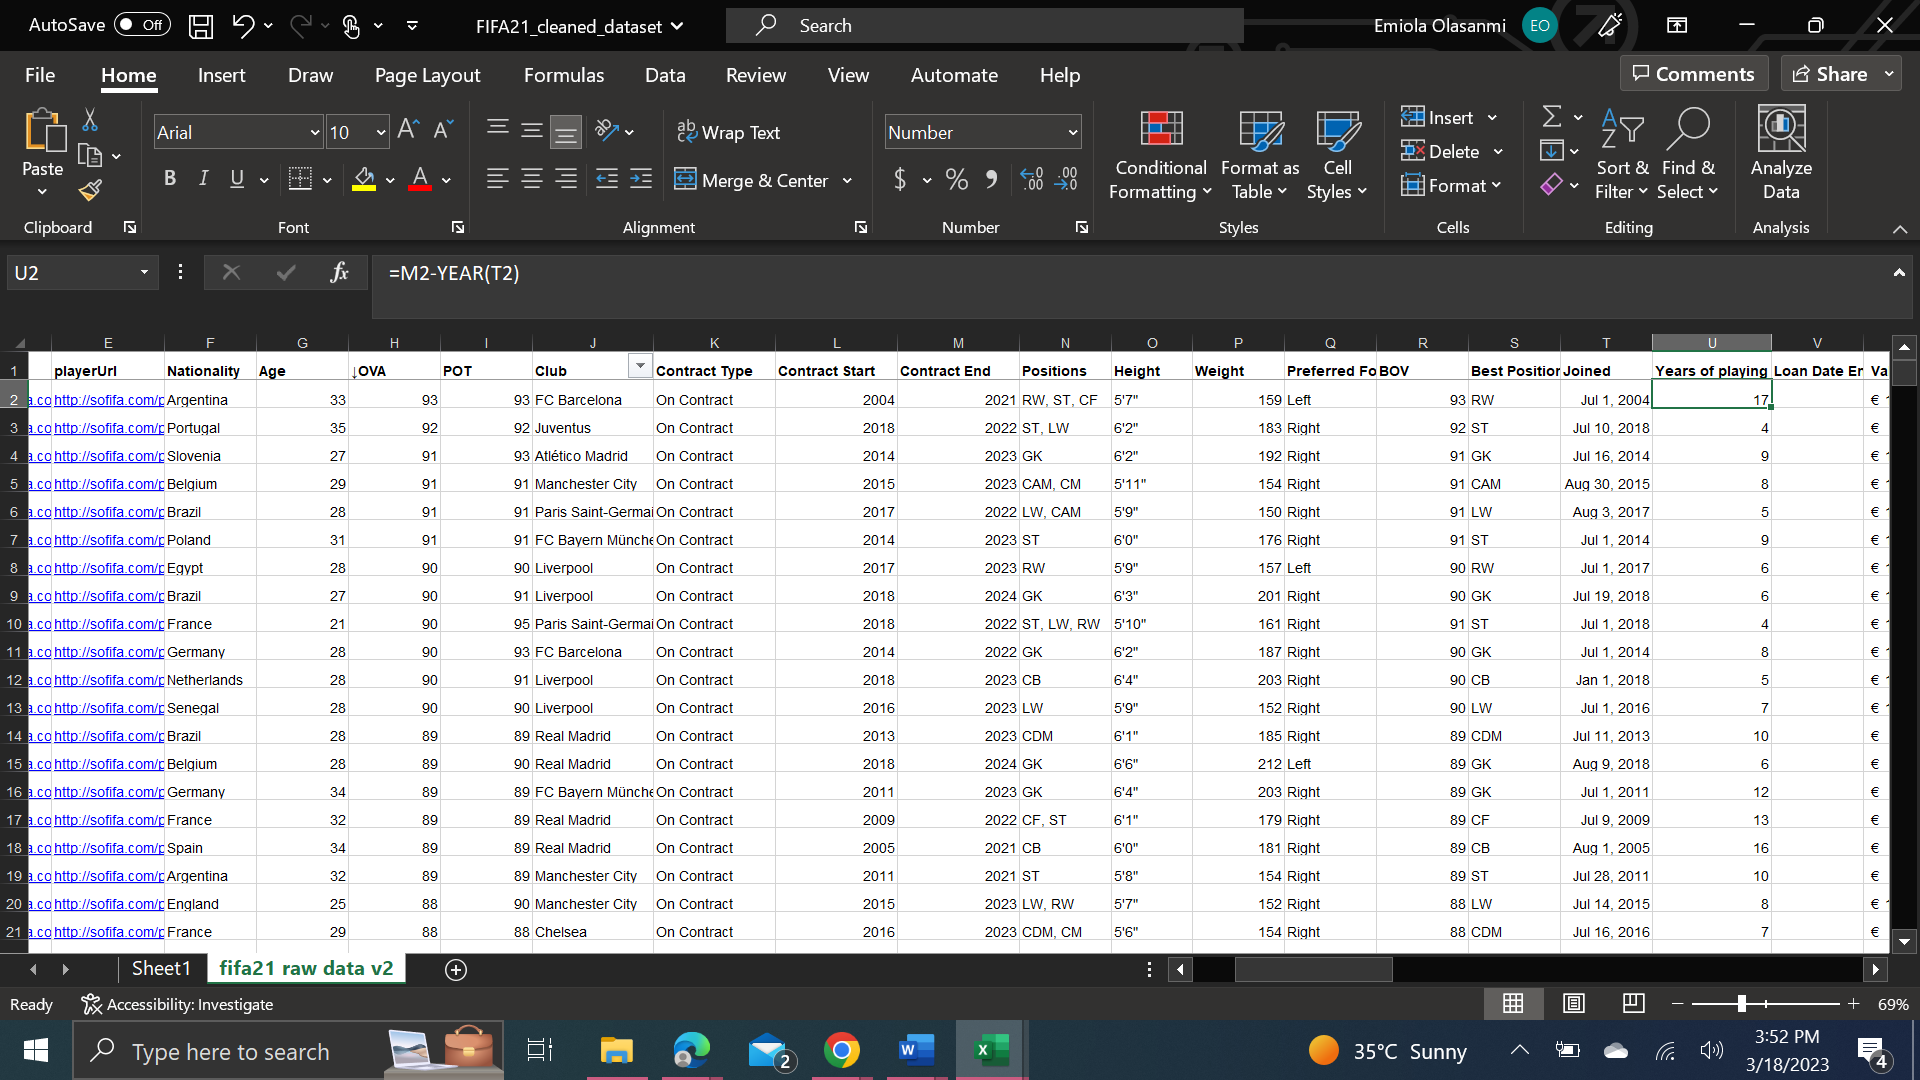 AutoSave Off FIFA21_cleaned_dataset Search Emiola Olasanmi EO
File Home Insert Draw Page Layout Formulas Data Review View Automate Help Comments Share
Paste Arial 10 Wrap Text Number Conditional Formatting Format as Table Cell Styles Insert Delete Format Sort & Filter Find & Select Analyze Data
B I U Merge & Center $ %
Clipboard Font Alignment Number Styles Cells Editing Analysis
U2 fx =M2-YEAR(T2)
E F G H I J K L M N O P Q R S T U V
1 playerUrl Nationality Age ↓OVA POT Club Contract Type Contract Start Contract End Positions Height Weight Preferred Fo BOV Best Position Joined Years of playing Loan Date En Va
2 a.co http://sofifa.com/p Argentina 33 93 93 FC Barcelona On Contract 2004 2021 RW, ST, CF 5'7" 159 Left 93 RW Jul 1, 2004 17 €
3 a.co http://sofifa.com/p Portugal 35 92 92 Juventus On Contract 2018 2022 ST, LW 6'2" 183 Right 92 ST Jul 10, 2018 4 €
4 a.co http://sofifa.com/p Slovenia 27 91 93 Atlético Madrid On Contract 2014 2023 GK 6'2" 192 Right 91 GK Jul 16, 2014 9 €
5 a.co http://sofifa.com/p Belgium 29 91 91 Manchester City On Contract 2015 2023 CAM, CM 5'11" 154 Right 91 CAM Aug 30, 2015 8 €
6 a.co http://sofifa.com/p Brazil 28 91 91 Paris Saint-Germai On Contract 2017 2022 LW, CAM 5'9" 150 Right 91 LW Aug 3, 2017 5 €
7 a.co http://sofifa.com/p Poland 31 91 91 FC Bayern Münche On Contract 2014 2023 ST 6'0" 176 Right 91 ST Jul 1, 2014 9 €
8 a.co http://sofifa.com/p Egypt 28 90 90 Liverpool On Contract 2017 2023 RW 5'9" 157 Left 90 RW Jul 1, 2017 6 €
9 a.co http://sofifa.com/p Brazil 27 90 91 Liverpool On Contract 2018 2024 GK 6'3" 201 Right 90 GK Jul 19, 2018 6 €
10 a.co http://sofifa.com/p France 21 90 95 Paris Saint-Germai On Contract 2018 2022 ST, LW, RW 5'10" 161 Right 91 ST Jul 1, 2018 4 €
11 a.co http://sofifa.com/p Germany 28 90 93 FC Barcelona On Contract 2014 2022 GK 6'2" 187 Right 90 GK Jul 1, 2014 8 €
12 a.co http://sofifa.com/p Netherlands 28 90 91 Liverpool On Contract 2018 2023 CB 6'4" 203 Right 90 CB Jan 1, 2018 5 €
13 a.co http://sofifa.com/p Senegal 28 90 90 Liverpool On Contract 2016 2023 LW 5'9" 152 Right 90 LW Jul 1, 2016 7 €
14 a.co http://sofifa.com/p Brazil 28 89 89 Real Madrid On Contract 2013 2023 CDM 6'1" 185 Right 89 CDM Jul 11, 2013 10 €
15 a.co http://sofifa.com/p Belgium 28 89 90 Real Madrid On Contract 2018 2024 GK 6'6" 212 Left 89 GK Aug 9, 2018 6 €
16 a.co http://sofifa.com/p Germany 34 89 89 FC Bayern Münche On Contract 2011 2023 GK 6'4" 203 Right 89 GK Jul 1, 2011 12 €
17 a.co http://sofifa.com/p France 32 89 89 Real Madrid On Contract 2009 2022 CF, ST 6'1" 179 Right 89 CF Jul 9, 2009 13 €
18 a.co http://sofifa.com/p Spain 34 89 89 Real Madrid On Contract 2005 2021 CB 6'0" 181 Right 89 CB Aug 1, 2005 16 €
19 a.co http://sofifa.com/p Argentina 32 89 89 Manchester City On Contract 2011 2021 ST 5'8" 154 Right 89 ST Jul 28, 2011 10 €
20 a.co http://sofifa.com/p England 25 88 90 Manchester City On Contract 2015 2023 LW, RW 5'7" 152 Right 88 LW Jul 14, 2015 8 €
21 a.co http://sofifa.com/p France 29 88 88 Chelsea On Contract 2016 2023 CDM, CM 5'6" 154 Right 88 CDM Jul 16, 2016 7 €
Sheet1 fifa21 raw data v2
Ready Accessibility: Investigate 69%
Type here to search 2 35°C Sunny 3:52 PM
3/18/2023 4